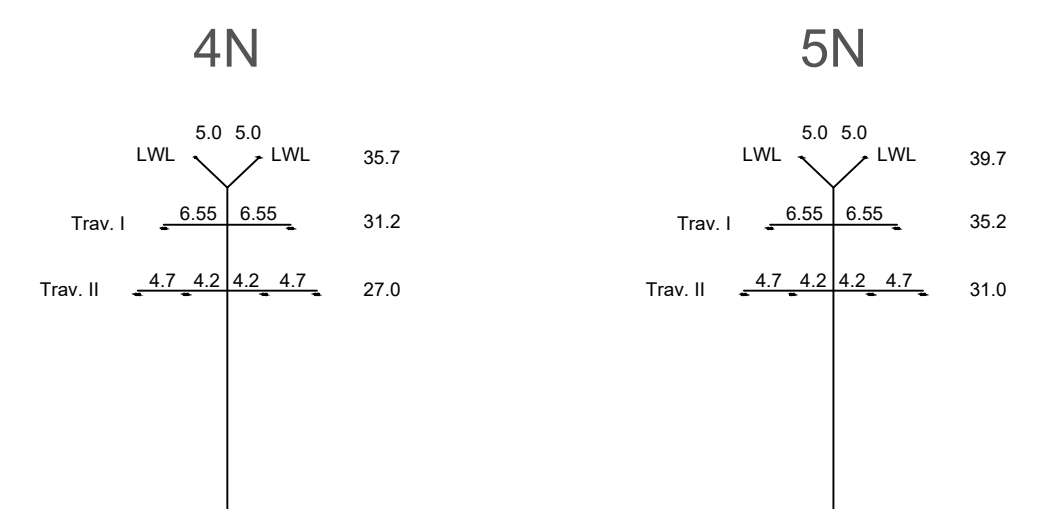 4N
5.0 5.0
LWL LWL 35.7
Trav. I 6.55 6.55 31.2
Trav. II 4.7 4.2 4.2 4.7 27.0
5N
5.0 5.0
LWL LWL 39.7
Trav. I 6.55 6.55 35.2
Trav. II 4.7 4.2 4.2 4.7 31.0